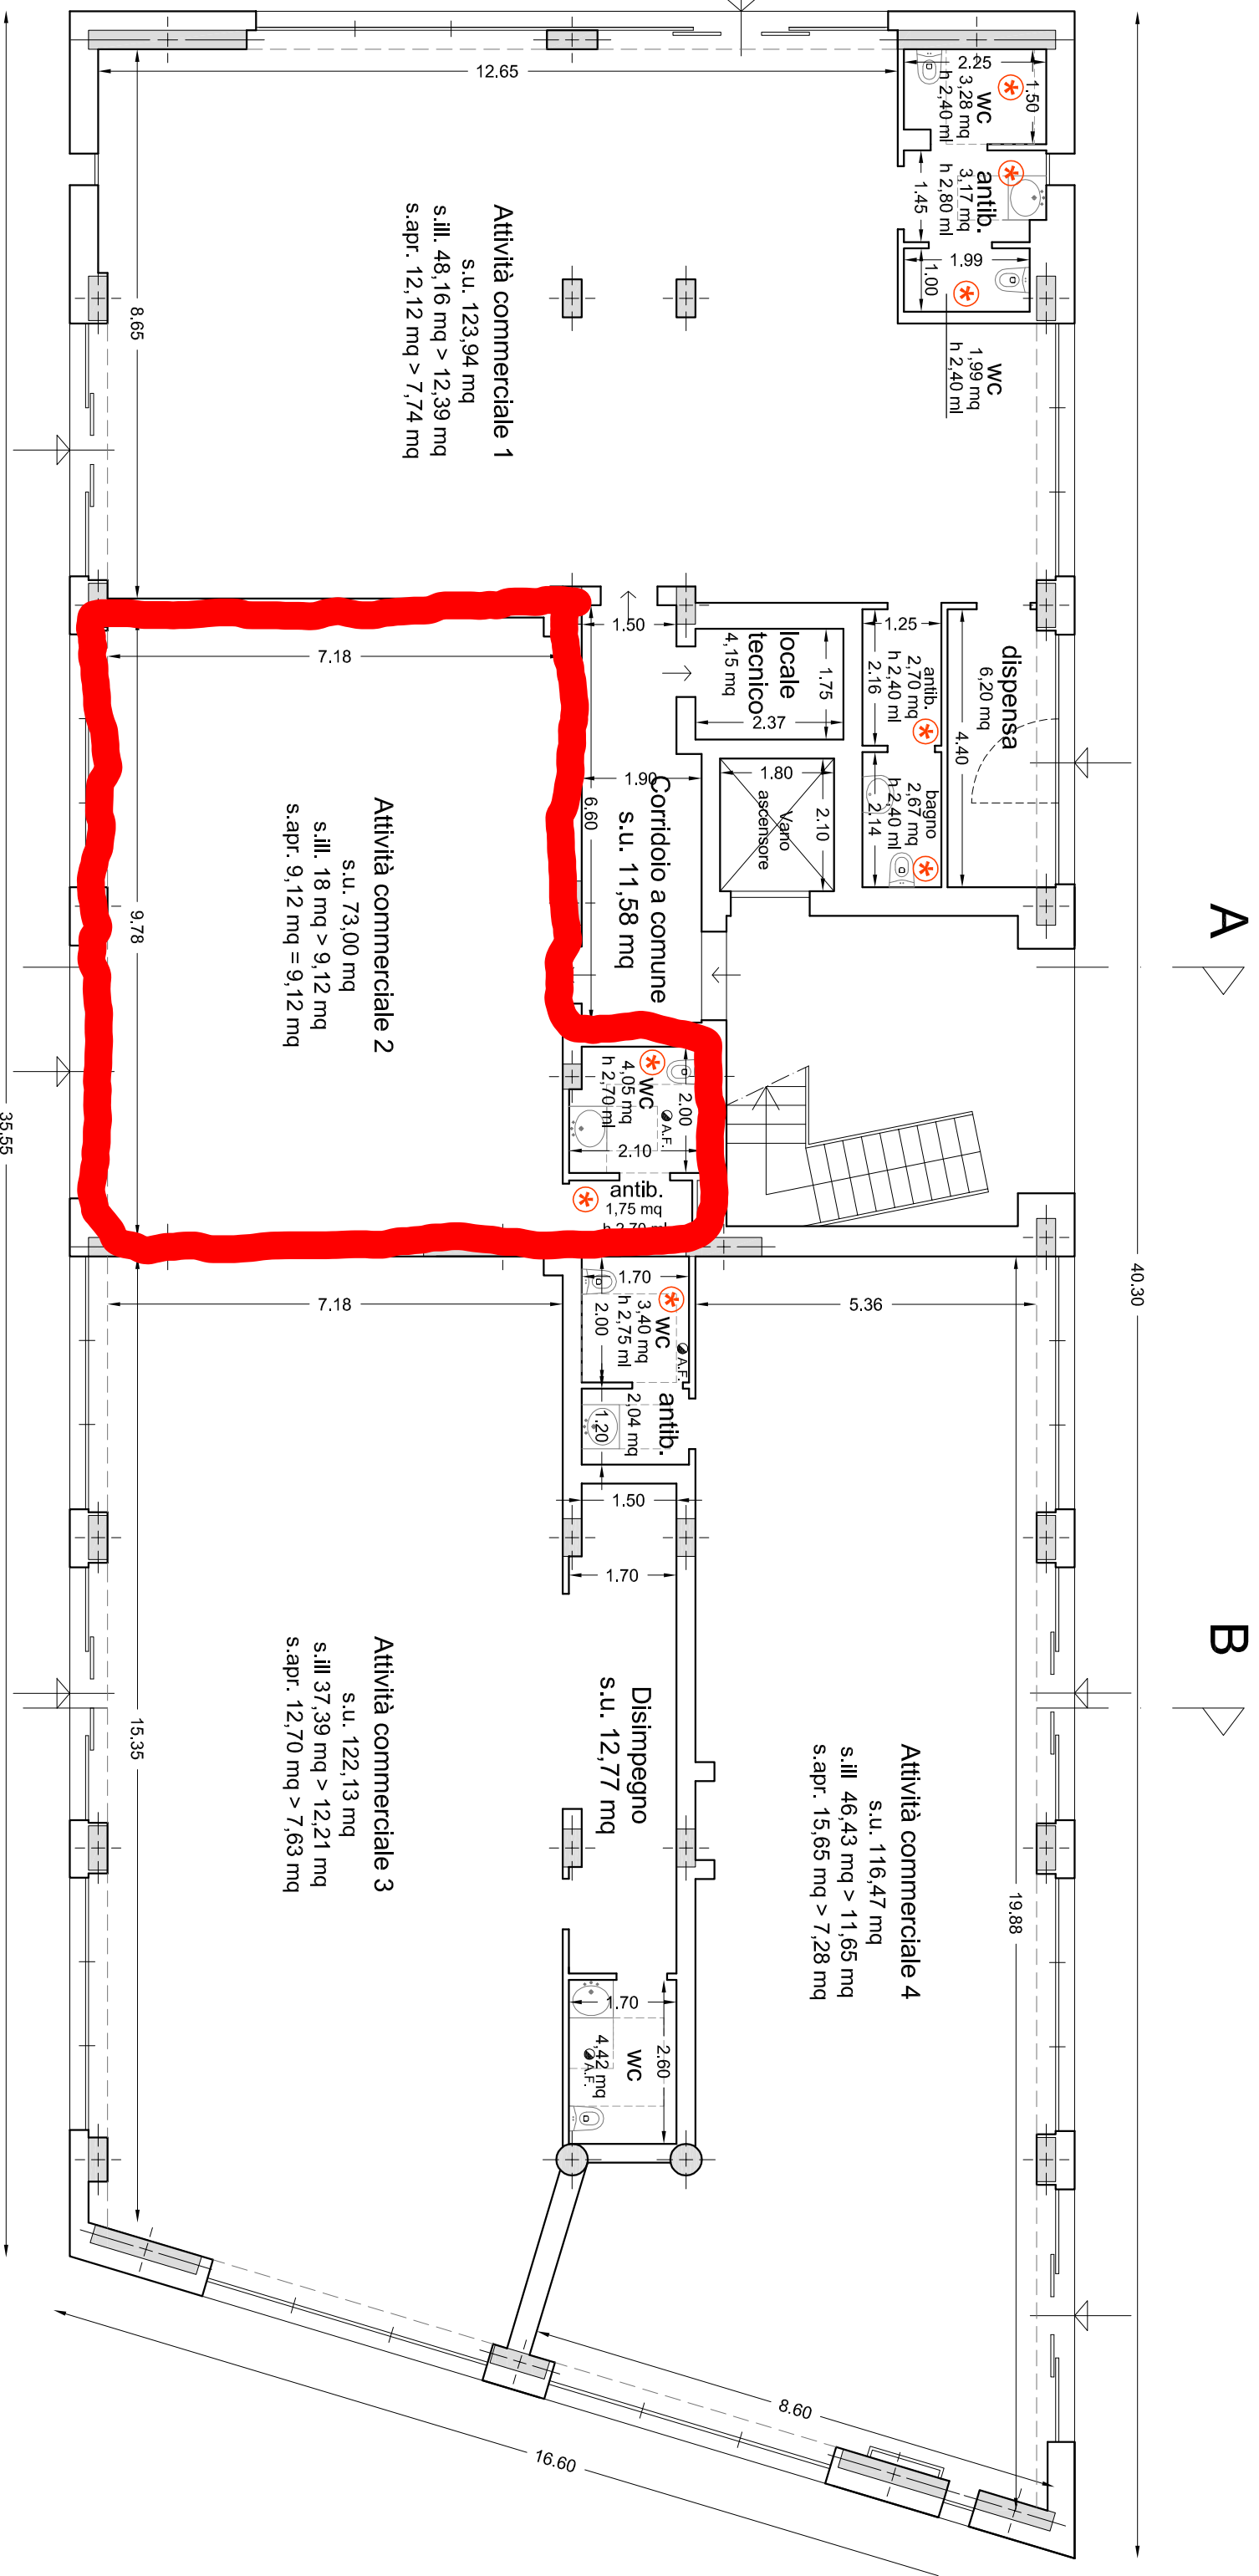 A
B
40.30
35.55
16.60
8.60
12.65
8.65
2.25
1.50
wc
3,28 mq
h 2,40 ml
antib.
3,17 mq
h 2,80 ml
1.45
1.99
1.00
wc
1,99 mq
h 2,40 ml
Attività commerciale 1
s.u. 123,94 mq
s.ill. 48,16 mq > 12,39 mq
s.apr. 12,12 mq > 7,74 mq
dispensa
6,20 mq
4.40
1.25
antib.
2,70 mq
h 2,40 ml
2.16
bagno
2,67 mq
h 2,40 ml
2.14
locale
tecnico
4,15 mq
1.75
2.37
1.80
2.10
Vano
ascensore
1.50
1.90
6.60
Corridoio a comune
s.u. 11,58 mq
7.18
9.78
Attività commerciale 2
s.u. 73,00 mq
s.ill. 18 mq > 9,12 mq
s.apr. 9,12 mq = 9,12 mq
wc
4,05 mq
h 2,70 ml
2.00
A.F.
2.10
antib.
1,75 mq
h 2,70 ml
7.18
5.36
1.70
wc
3,40 mq
h 2,75 ml
2.00
A.F.
antib.
2,04 mq
1.20
1.50
1.70
Disimpegno
s.u. 12,77 mq
15.35
19.88
Attività commerciale 3
s.u. 122,13 mq
s.ill 37,39 mq > 12,21 mq
s.apr. 12,70 mq > 7,63 mq
Attività commerciale 4
s.u. 116,47 mq
s.ill 46,43 mq > 11,65 mq
s.apr. 15,65 mq > 7,28 mq
1.70
2.60
wc
4,42 mq
A.F.